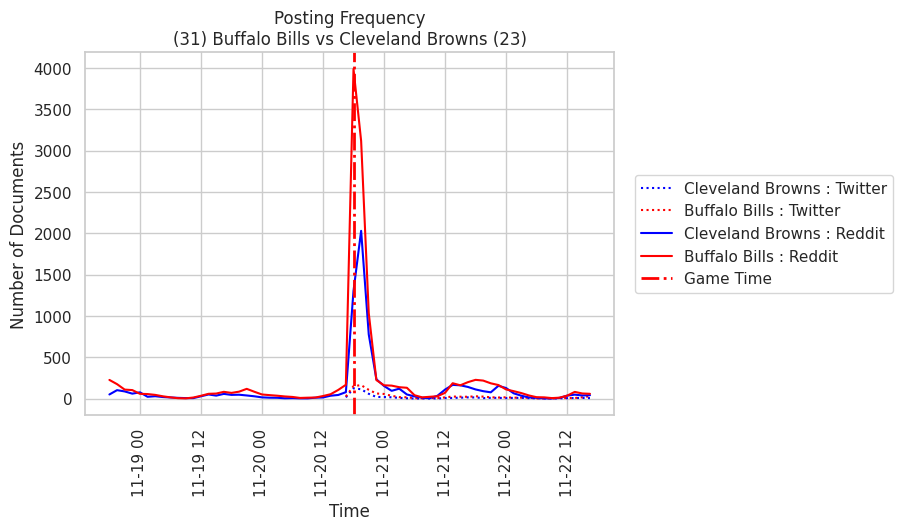 Posting Frequency
(31) Buffalo Bills vs Cleveland Browns (23)
Number of Documents
4000
3500
3000
2500
2000
1500
1000
500
0
11-19 00
11-19 12
11-20 00
11-20 12
11-21 00
11-21 12
11-22 00
11-22 12
Time
Cleveland Browns : Twitter
Buffalo Bills : Twitter
Cleveland Browns : Reddit
Buffalo Bills : Reddit
Game Time